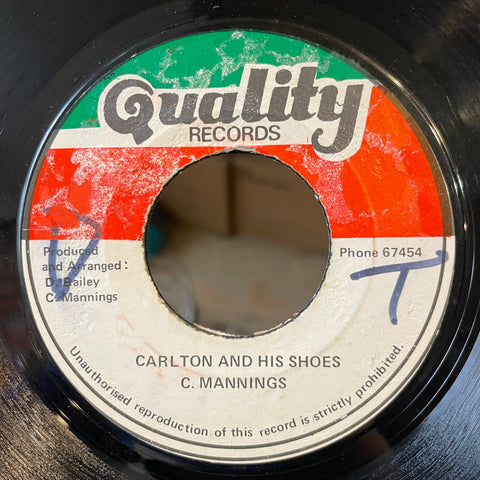 Quality
RECORDS
Produced
and Arranged :
D. Bailey
C. Mannings
Phone 67454
V
T
CARLTON AND HIS SHOES
C. MANNINGS
Unauthorised reproduction of this record is strictly prohibited.